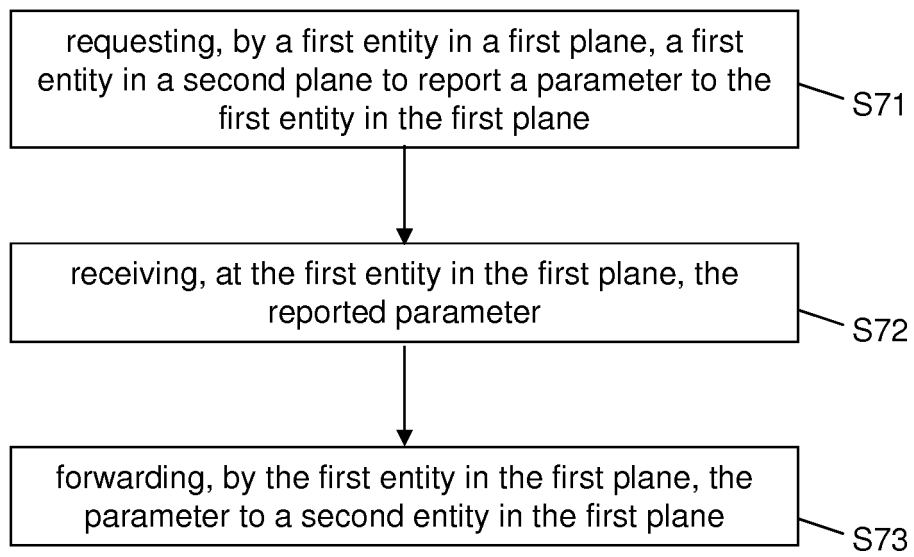 requesting, by a first entity in a first plane, a first
entity in a second plane to report a parameter to the
first entity in the first plane
S71
receiving, at the first entity in the first plane, the
reported parameter
S72
forwarding, by the first entity in the first plane, the
parameter to a second entity in the first plane
S73